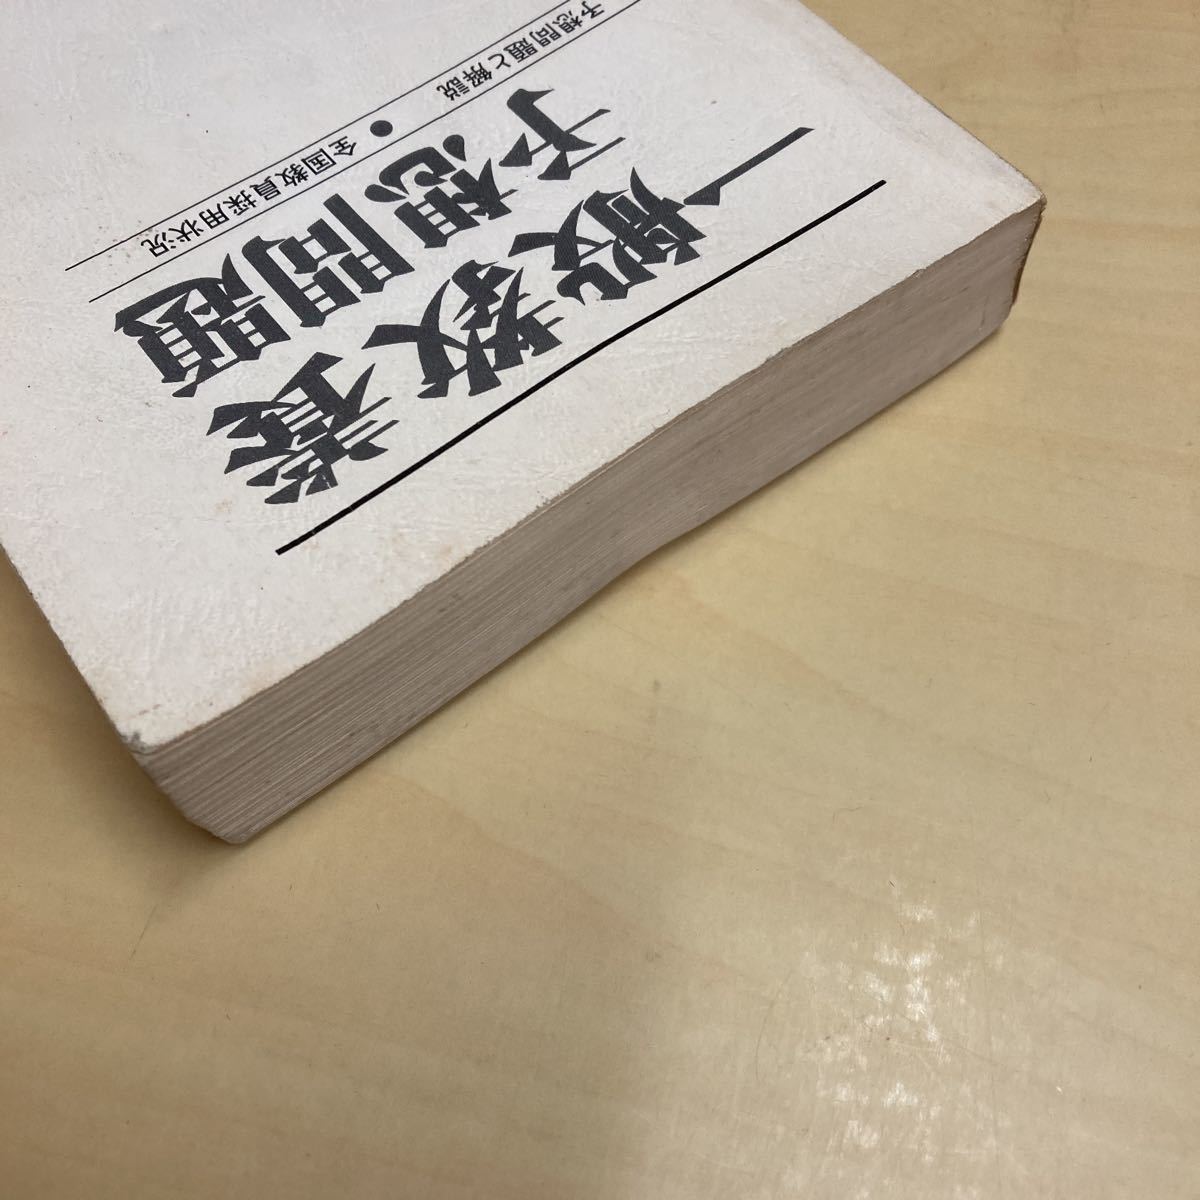 一般教養
予想問題
全国教員採用状況
予想問題と解説